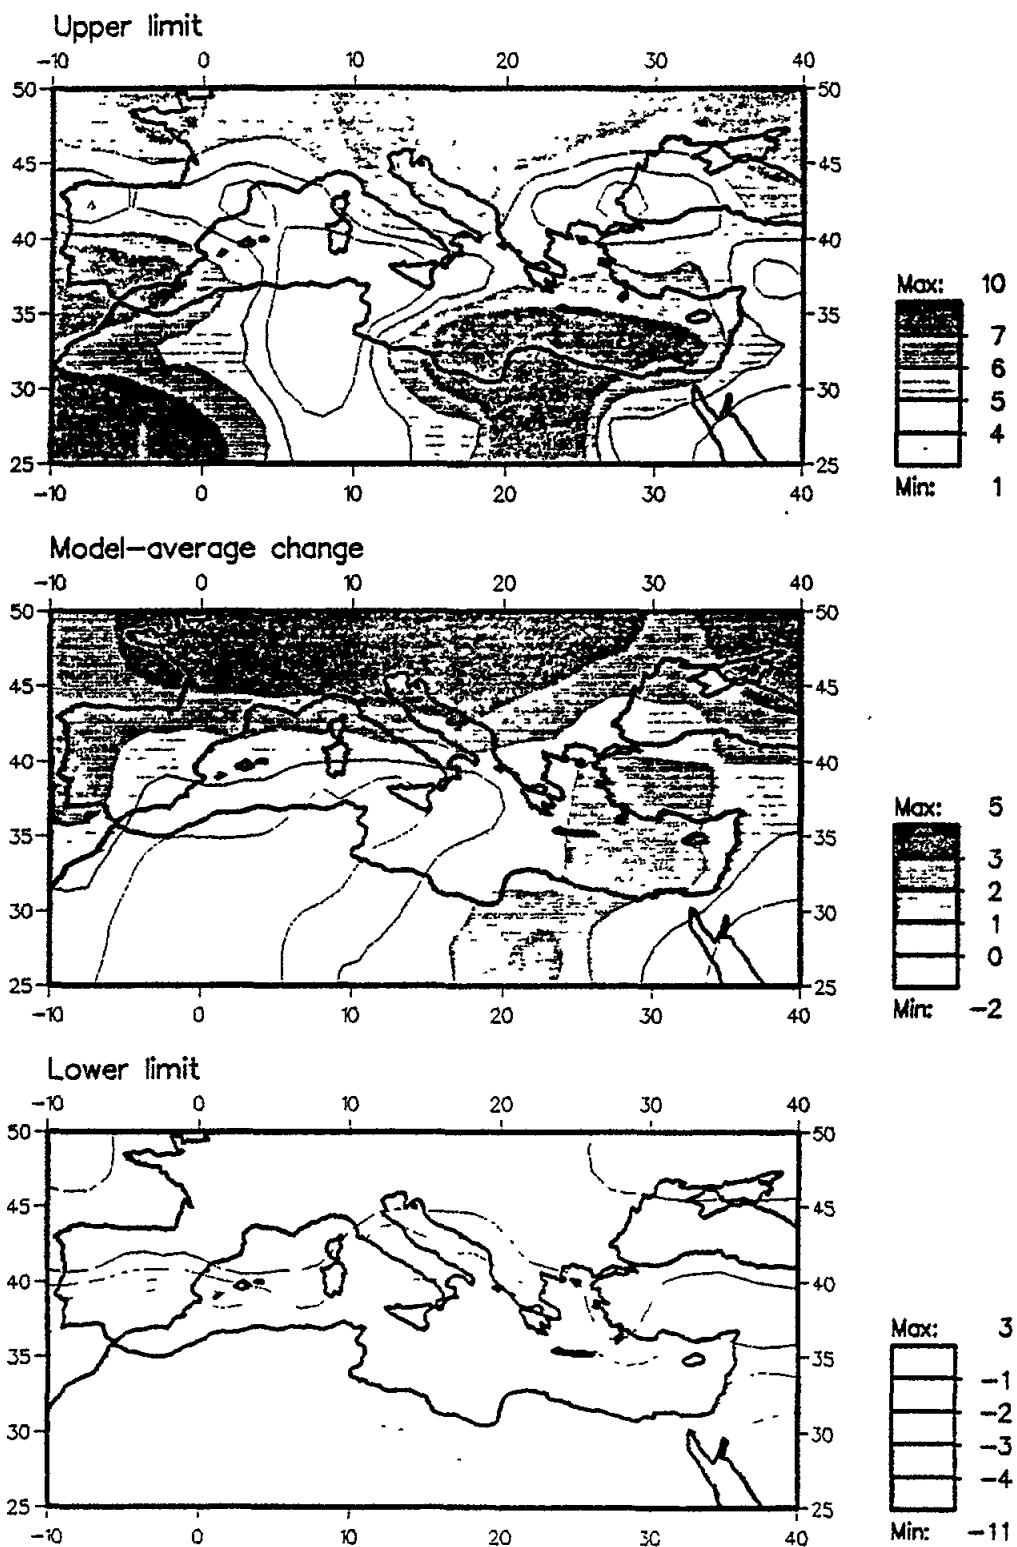 Upper limit
-10 0 10 20 30 40
50 50
45 45
40 40
35 35
30 30
25 25
-10 0 10 20 30 40
Max: 10
7
6
5
4
Min: 1
Model-average change
-10 0 10 20 30 40
50 50
45 45
40 40
35 35
30 30
25 25
-10 0 10 20 30 40
Max: 5
3
2
1
0
Min: -2
Lower limit
-10 0 10 20 30 40
50 50
45 45
40 40
35 35
30 30
25 25
-10 0 10 20 30 40
Max: 3
-1
-2
-3
-4
Min: -11